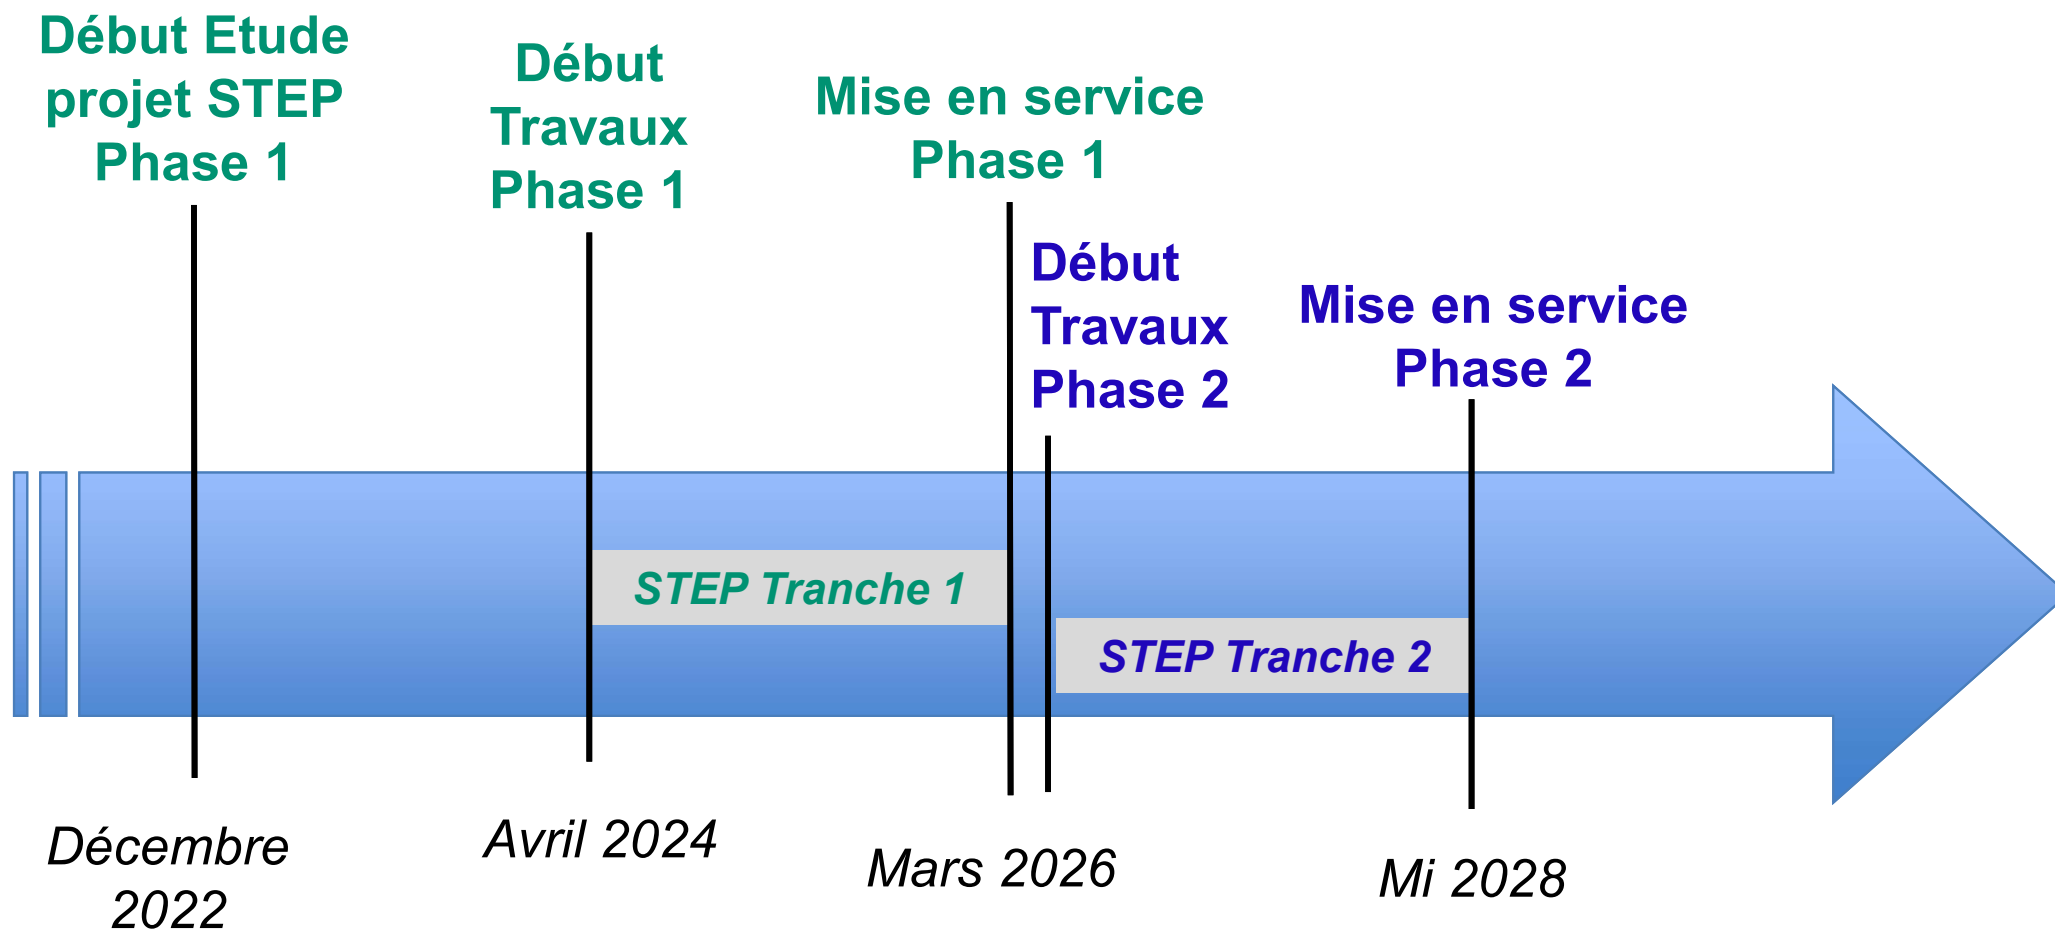 Début Etude
projet STEP
Phase 1
Début
Travaux
Phase 1
Mise en service
Phase 1
Début
Travaux
Phase 2
Mise en service
Phase 2
STEP Tranche 1
STEP Tranche 2
Décembre
2022
Avril 2024
Mars 2026
Mi 2028